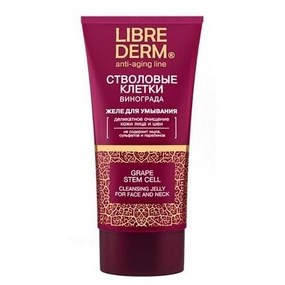 LIBRE
DERM®
anti-aging line
СТВОЛОВЫЕ
КЛЕТКИ
ВИНОГРАДА
ЖЕЛЕ ДЛЯ УМЫВАНИЯ
деликатное очищение
кожи лица и шеи
не содержит мыла,
сульфатов и парабенов
GRAPE
STEM CELL
CLEANSING JELLY
FOR FACE AND NECK